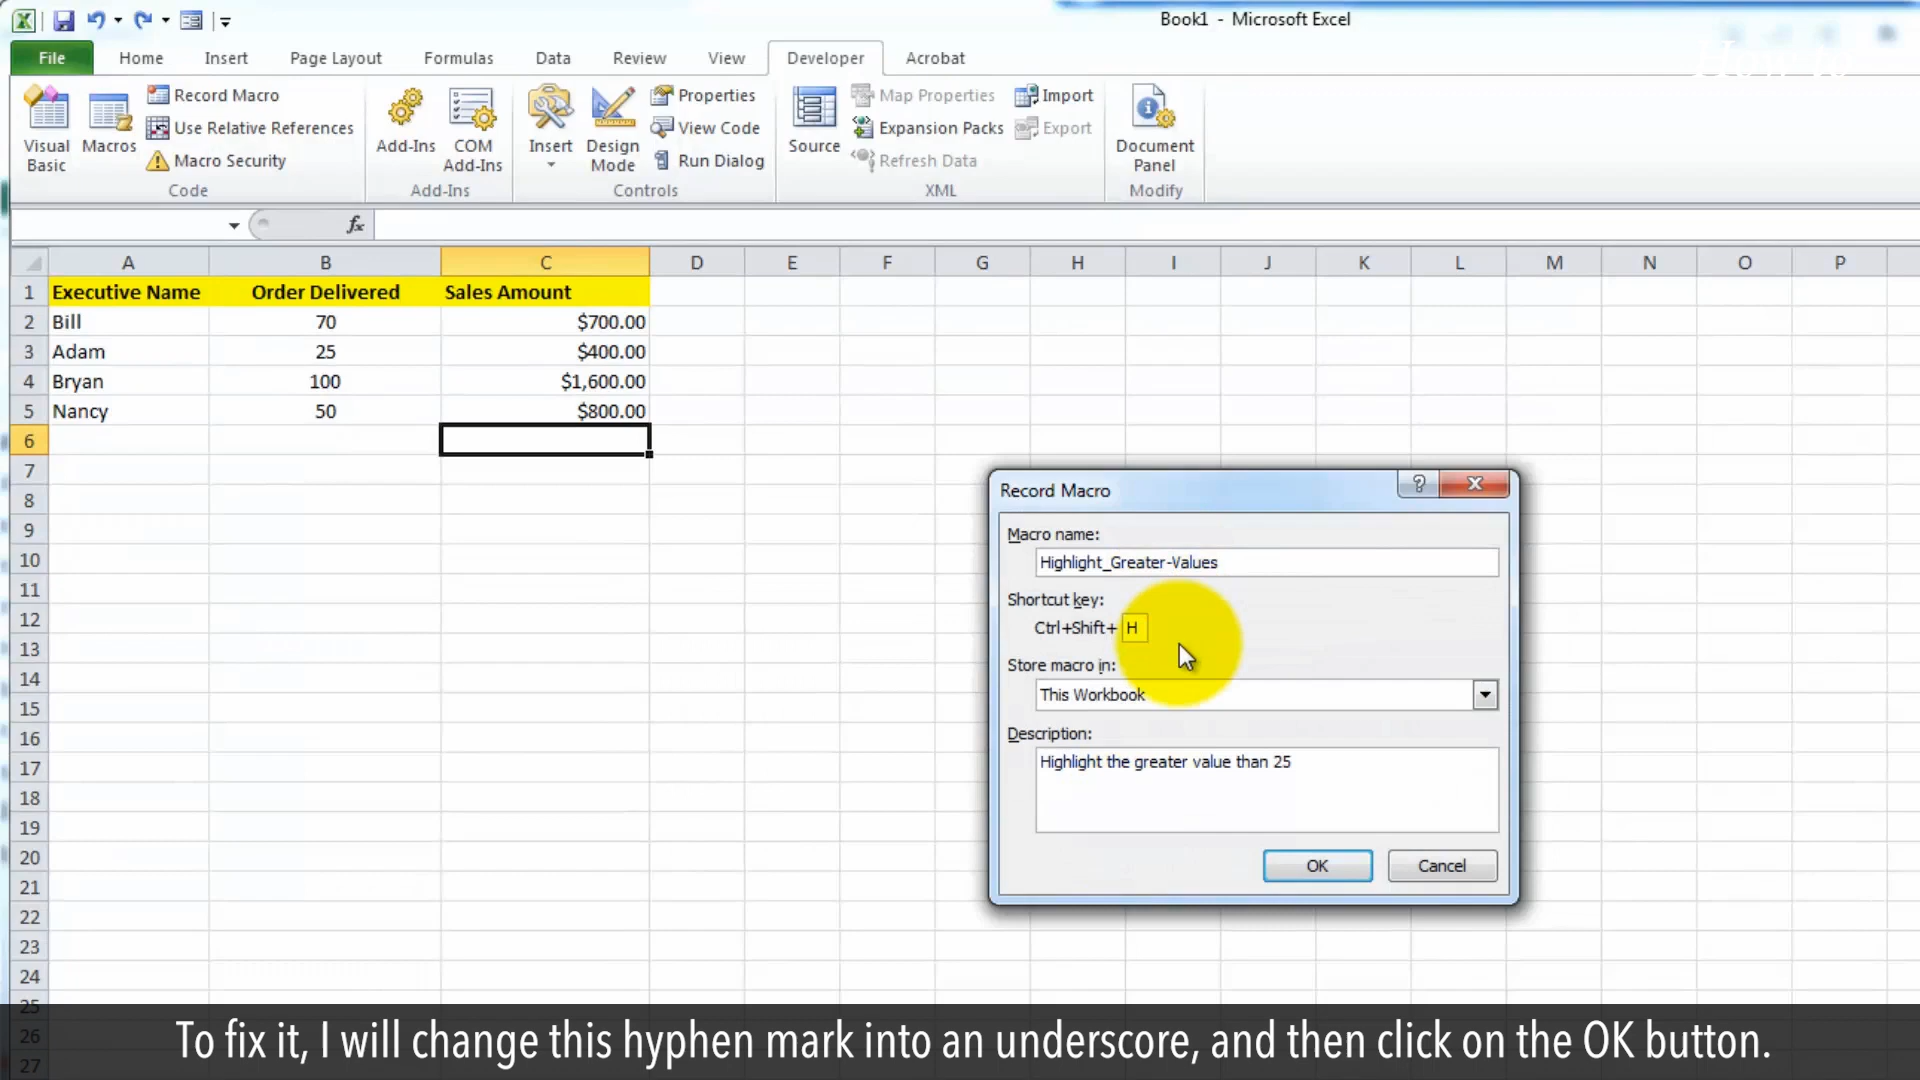 Book1 - Microsoft Excel
How to
File Home Insert Page Layout Formulas Data Review View Developer Acrobat
Visual Basic
Macros
Record Macro
Use Relative References
Macro Security
Code
Add-Ins
COM Add-Ins
Add-Ins
Insert
Design Mode
Properties
View Code
Run Dialog
Controls
Source
Map Properties
Expansion Packs
Refresh Data
Import
Export
XML
Document Panel
Modify
fx
A B C D E F G H I J K L M N O P
1 Executive Name Order Delivered Sales Amount
2 Bill 70 $700.00
3 Adam 25 $400.00
4 Bryan 100 $1,600.00
5 Nancy 50 $800.00
6
7
8
9
10
11
12
13
14
15
16
17
18
19
20
21
22
23
24
25
26
27
Record Macro
?
Macro name:
Highlight_Greater-Values
Shortcut key:
Ctrl+Shift+ H
Store macro in:
This Workbook
Description:
Highlight the greater value than 25
OK Cancel
To fix it, I will change this hyphen mark into an underscore, and then click on the OK button.